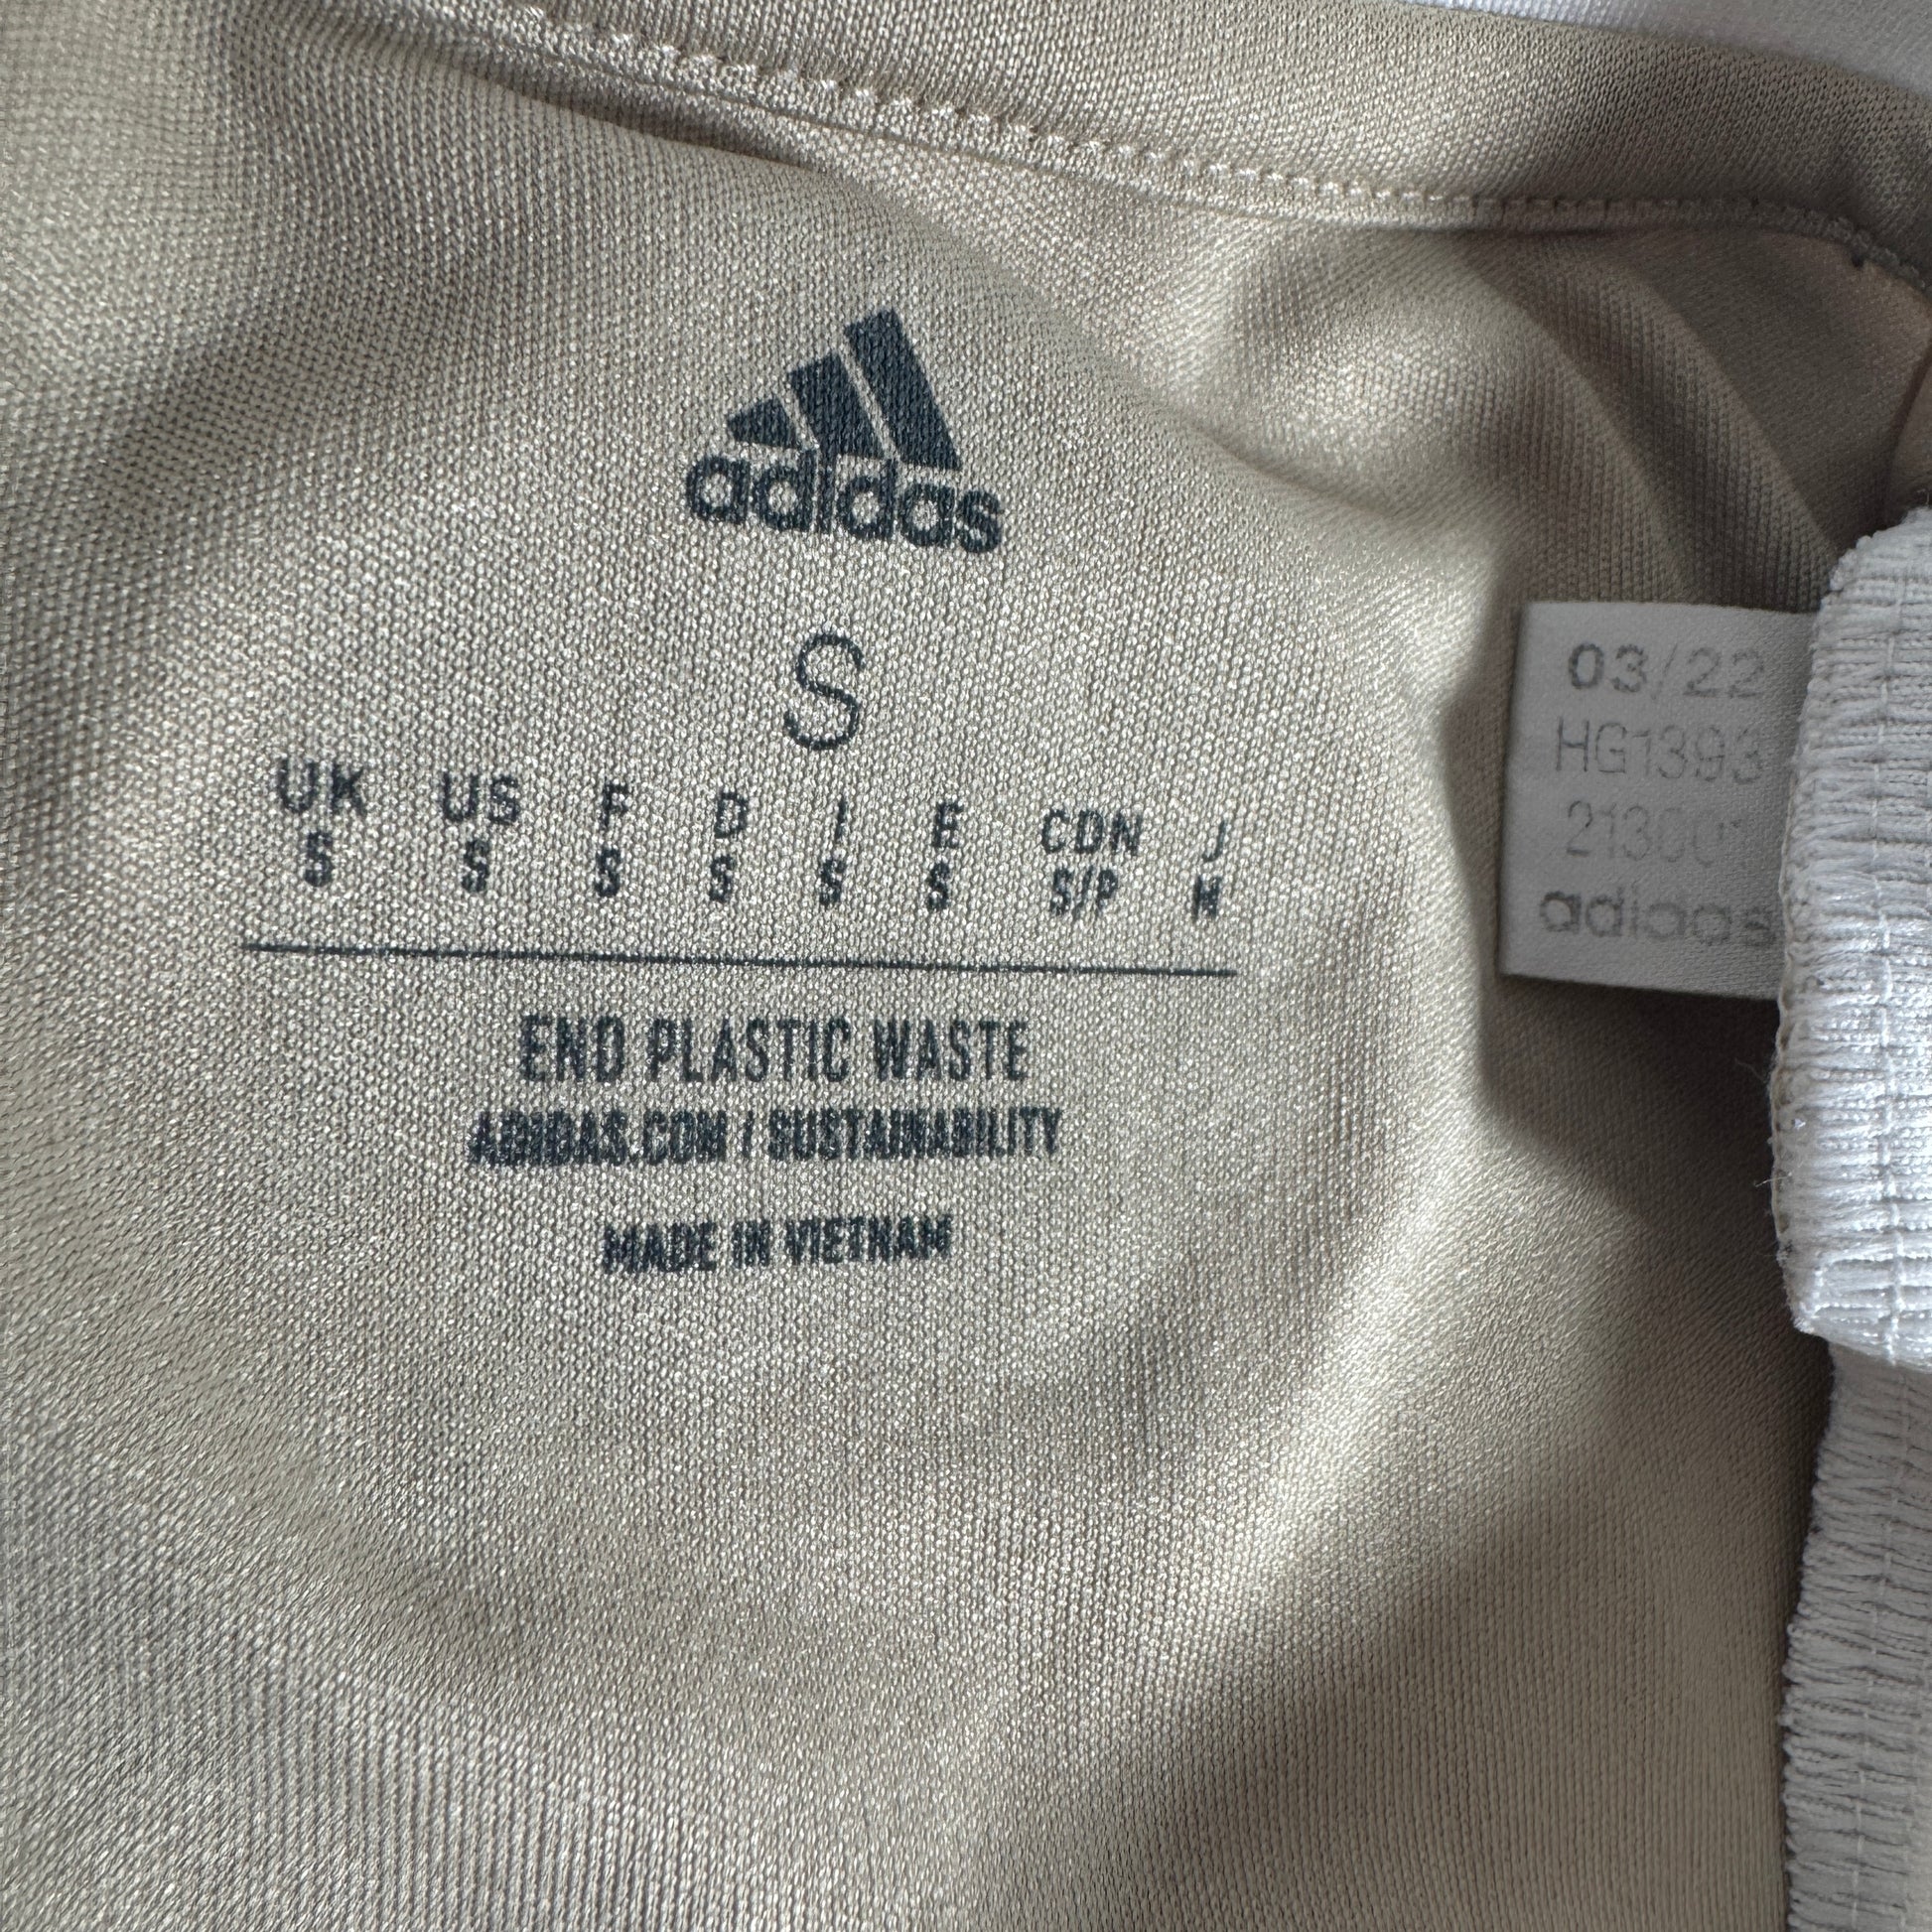 adidas
S
UK US F D I E CDN J
S S S S S S S/P M
END PLASTIC WASTE
ADIDAS.COM / SUSTAINABILITY
MADE IN VIETNAM
03/22
HG1393
adidas